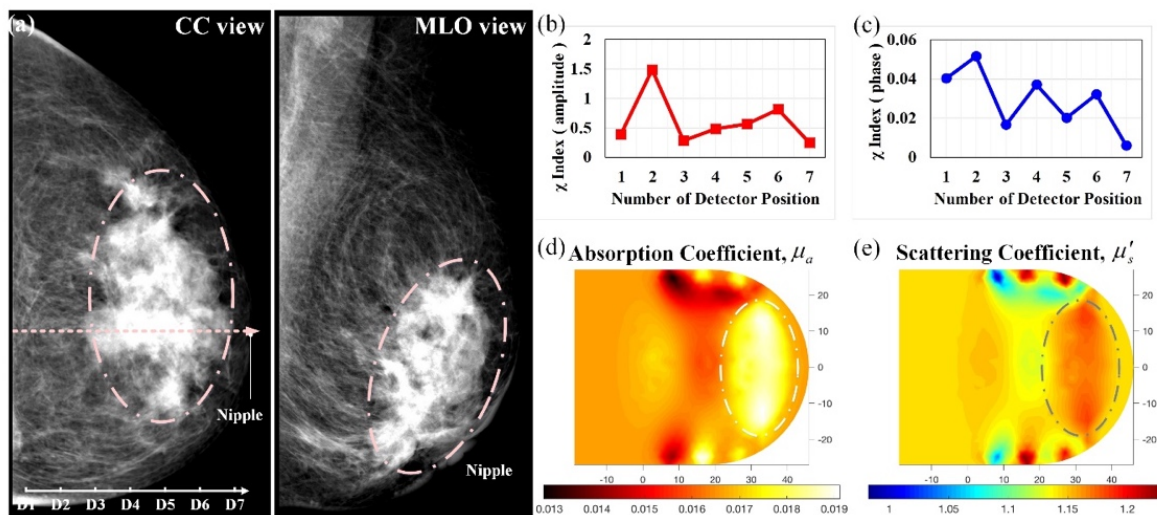 (a)
CC view
MLO view
Nipple
Nipple
D1 D2 D3 D4 D5 D6 D7
(b)
χ Index ( amplitude )
2
1.5
1
0.5
0
1 2 3 4 5 6 7
Number of Detector Position
(c)
χ Index ( phase )
0.06
0.04
0.02
0
1 2 3 4 5 6 7
Number of Detector Position
(d)
Absorption Coefficient, μa
20
10
0
-10
-20
-10 0 10 20 30 40
0.013 0.014 0.015 0.016 0.017 0.018 0.019
(e)
Scattering Coefficient, μ′s
20
10
0
-10
-20
-10 0 10 20 30 40
1 1.05 1.1 1.15 1.2